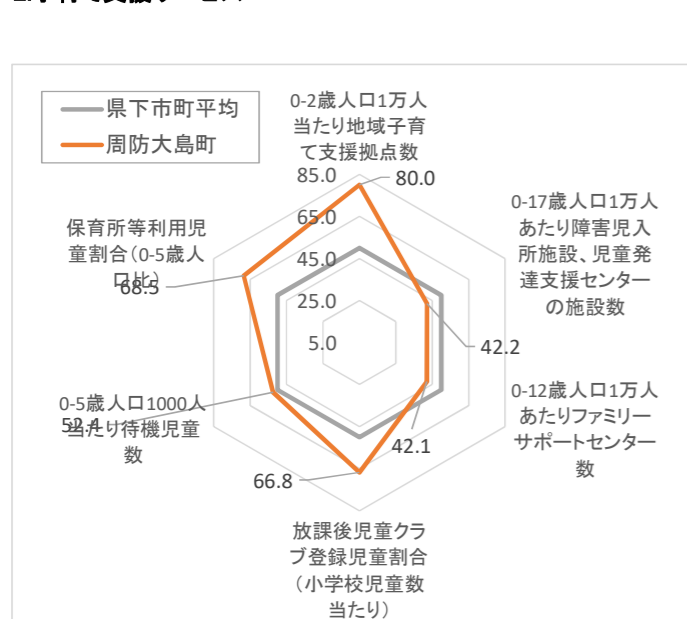 県下市町平均
周防大島町
0-2歳人口1万人
当たり地域子育
て支援拠点数
85.0
80.0
65.0
45.0
25.0
5.0
0-17歳人口1万人
あたり障害児入
所施設、児童発
達支援センター
の施設数
42.2
0-12歳人口1万人
あたりファミリー
サポートセンター
数
42.1
放課後児童クラ
ブ登録児童割合
(小学校児童数
当たり)
66.8
0-5歳人口1000人
当たり待機児童
数
52.4
保育所等利用児
童割合(0-5歳人
口比)
68.5